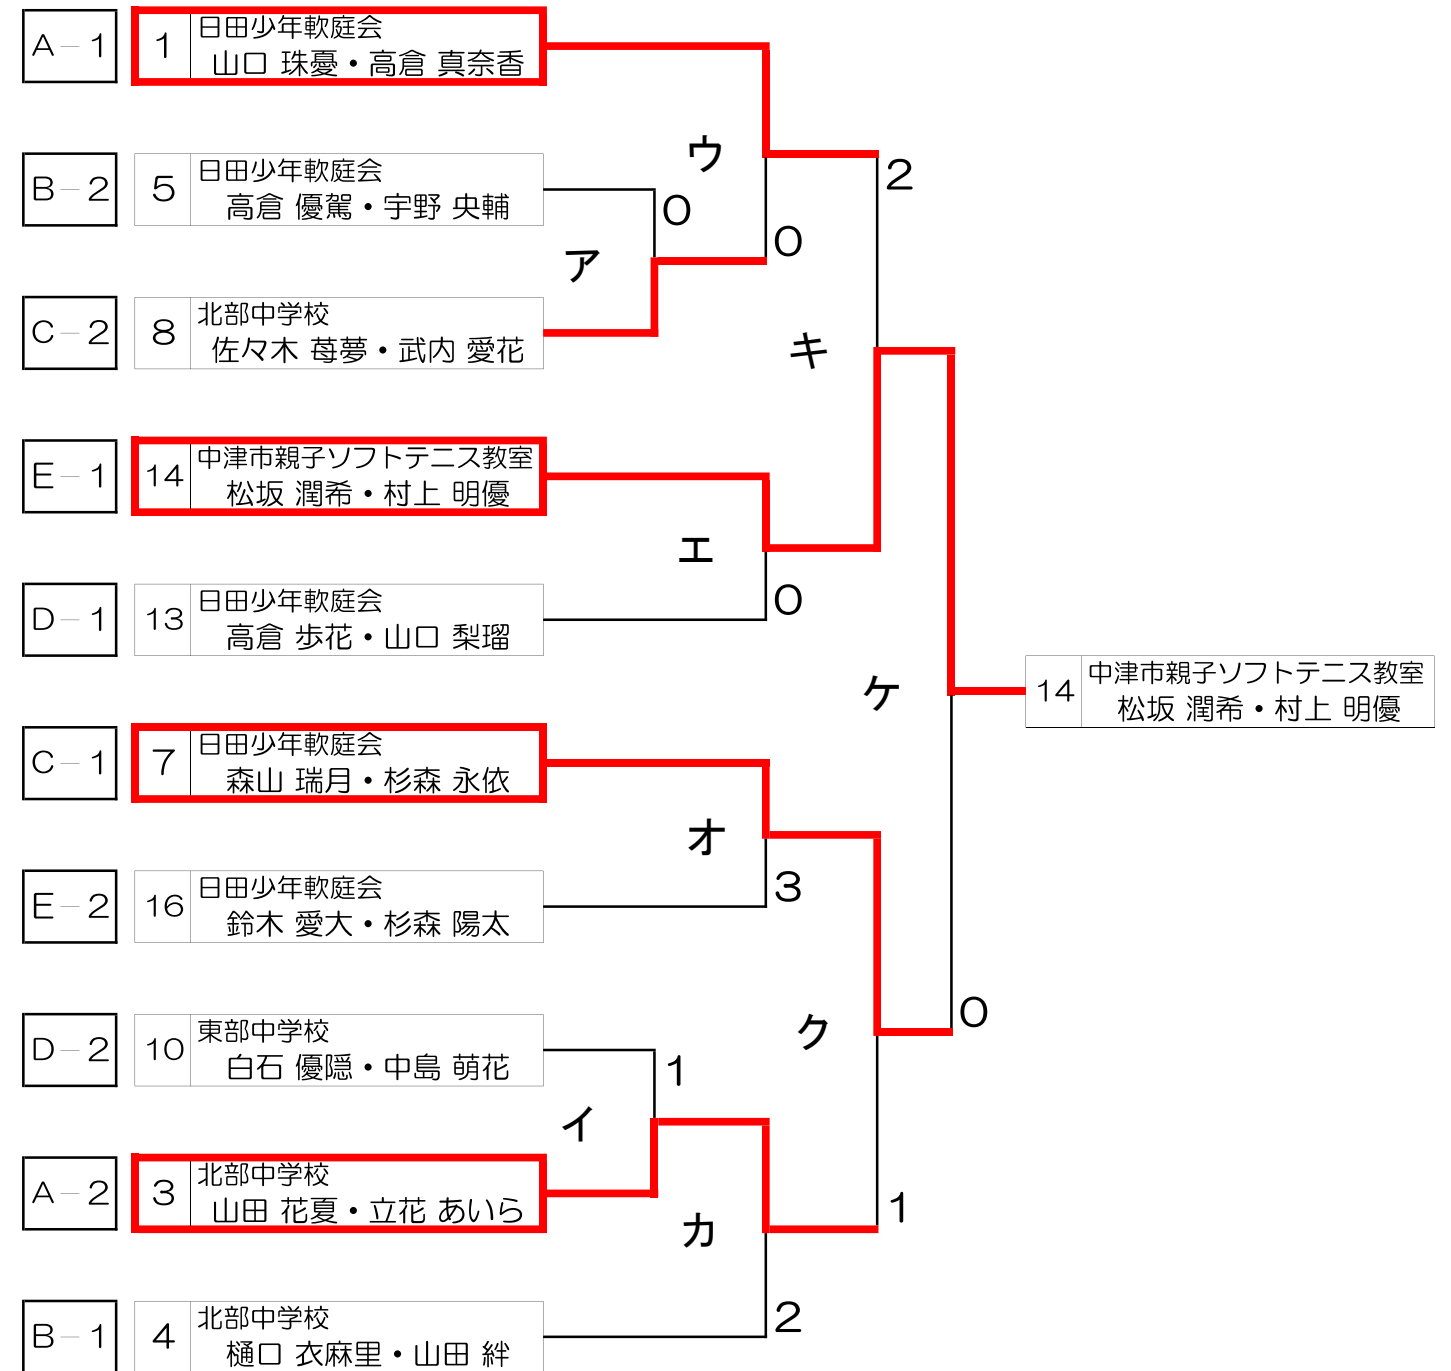 A－1
1
日田少年軟庭会
山口 珠憂・高倉 真奈香
B－2
5
日田少年軟庭会
高倉 優駕・宇野 央輔
C－2
8
北部中学校
佐々木 苺夢・武内 愛花
E－1
14
中津市親子ソフトテニス教室
松坂 潤希・村上 明優
D－1
13
日田少年軟庭会
高倉 歩花・山口 梨瑠
C－1
7
日田少年軟庭会
森山 瑞月・杉森 永依
E－2
16
日田少年軟庭会
鈴木 愛大・杉森 陽太
D－2
10
東部中学校
白石 優隠・中島 萌花
A－2
3
北部中学校
山田 花夏・立花 あいら
B－1
4
北部中学校
樋口 衣麻里・山田 絆
ア
0
イ
1
ウ
0
エ
0
オ
3
カ
2
キ
2
ク
1
ケ
0
14
中津市親子ソフトテニス教室
松坂 潤希・村上 明優